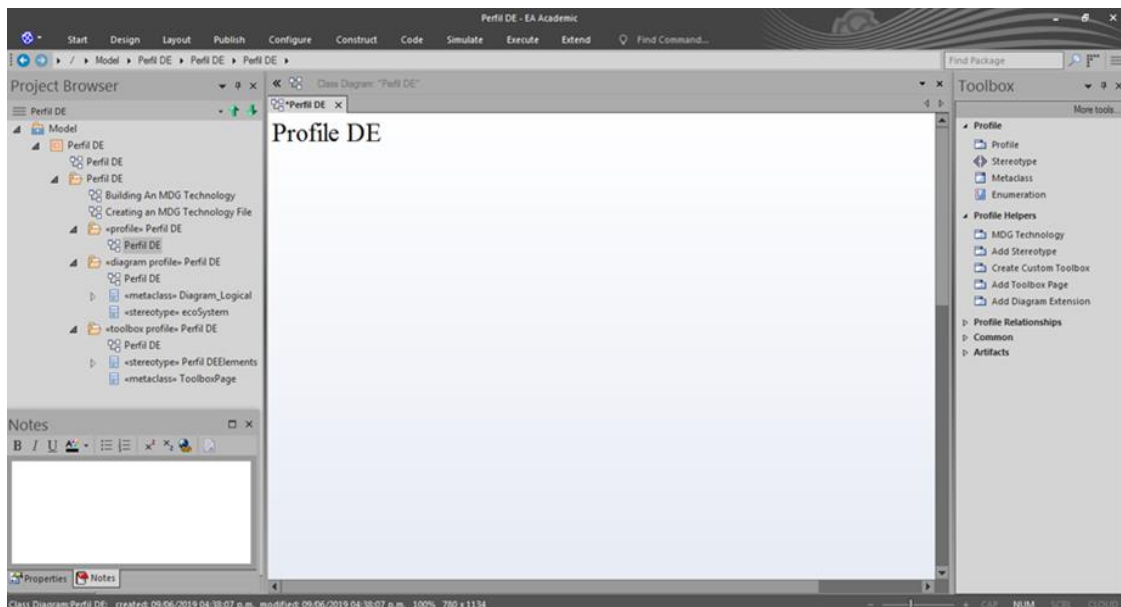 Perfil DE - EA Academic
Start Design Layout Publish Configure Construct Code Simulate Execute Extend Find Command...
/ Model Perfil DE Perfil DE Perfil DE
Find Package
Project Browser
Perfil DE
Model
Perfil DE
Perfil DE
Perfil DE
Building An MDG Technology
Creating an MDG Technology File
«profile» Perfil DE
Perfil DE
«diagram profile» Perfil DE
Perfil DE
«metaclass» Diagram_Logical
«stereotype» ecoSystem
«toolbox profile» Perfil DE
Perfil DE
«stereotype» Perfil DEElements
«metaclass» ToolboxPage
Notes
B I U
Properties Notes
Class Diagram: "Perfil DE"
*Perfil DE
Profile DE
Toolbox
More tools...
Profile
Profile
Stereotype
Metaclass
Enumeration
Profile Helpers
MDG Technology
Add Stereotype
Create Custom Toolbox
Add Toolbox Page
Add Diagram Extension
Profile Relationships
Common
Artifacts
Class Diagram:Perfil DE: created: 09/06/2019 04:38:07 p.m. modified: 09/06/2019 04:38:07 p.m. 100% 780 x 1134
CAP NUM SCRL CLOUD